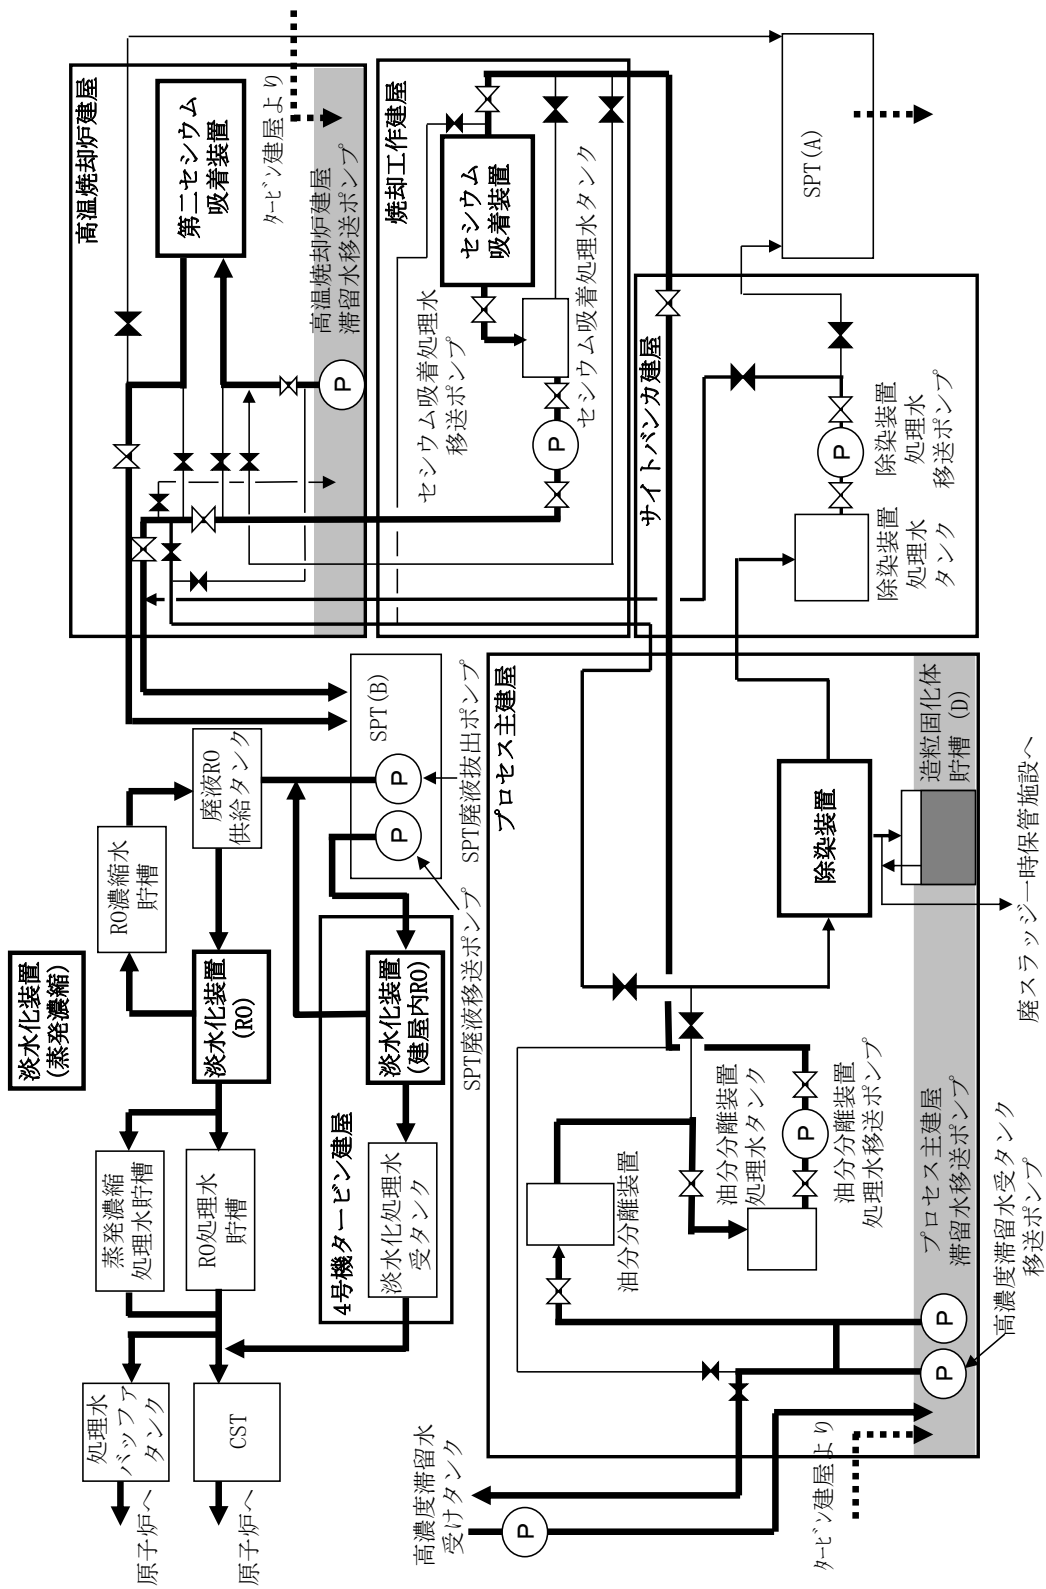 高温焼却炉建屋
第二セシウム
吸着装置
タービン建屋より
高温焼却炉建屋
滞留水移送ポンプ
P
焼却工作建屋
セシウム
吸着装置
セシウム吸着処理水
移送ポンプ
P
セシウム吸着処理水タンク
SPT(A)
サイトバンカ建屋
除染装置
処理水
移送ポンプ
P
除染装置
処理水
タンク
SPT(B)
P
P
SPT廃液抜出ポンプ
SPT廃液移送ポンプ
廃液RO
供給タンク
RO濃縮水
貯槽
淡水化装置
(蒸発濃縮)
淡水化装置
(RO)
淡水化装置
(建屋内RO)
4号機タービン建屋
淡水化処理水
受タンク
蒸発濃縮
処理水貯槽
RO処理水
貯槽
処理水
バッファ
タンク
CST
原子炉へ
原子炉へ
プロセス主建屋
除染装置
造粒固化体
貯槽 (D)
廃スラッジ一時保管施設へ
油分分離装置
油分分離装置
処理水タンク
油分分離装置
処理水移送ポンプ
P
プロセス主建屋
滞留水移送ポンプ
P
P
高濃度滞留水受タンク
移送ポンプ
高濃度滞留水
受けタンク
P
タービン建屋より